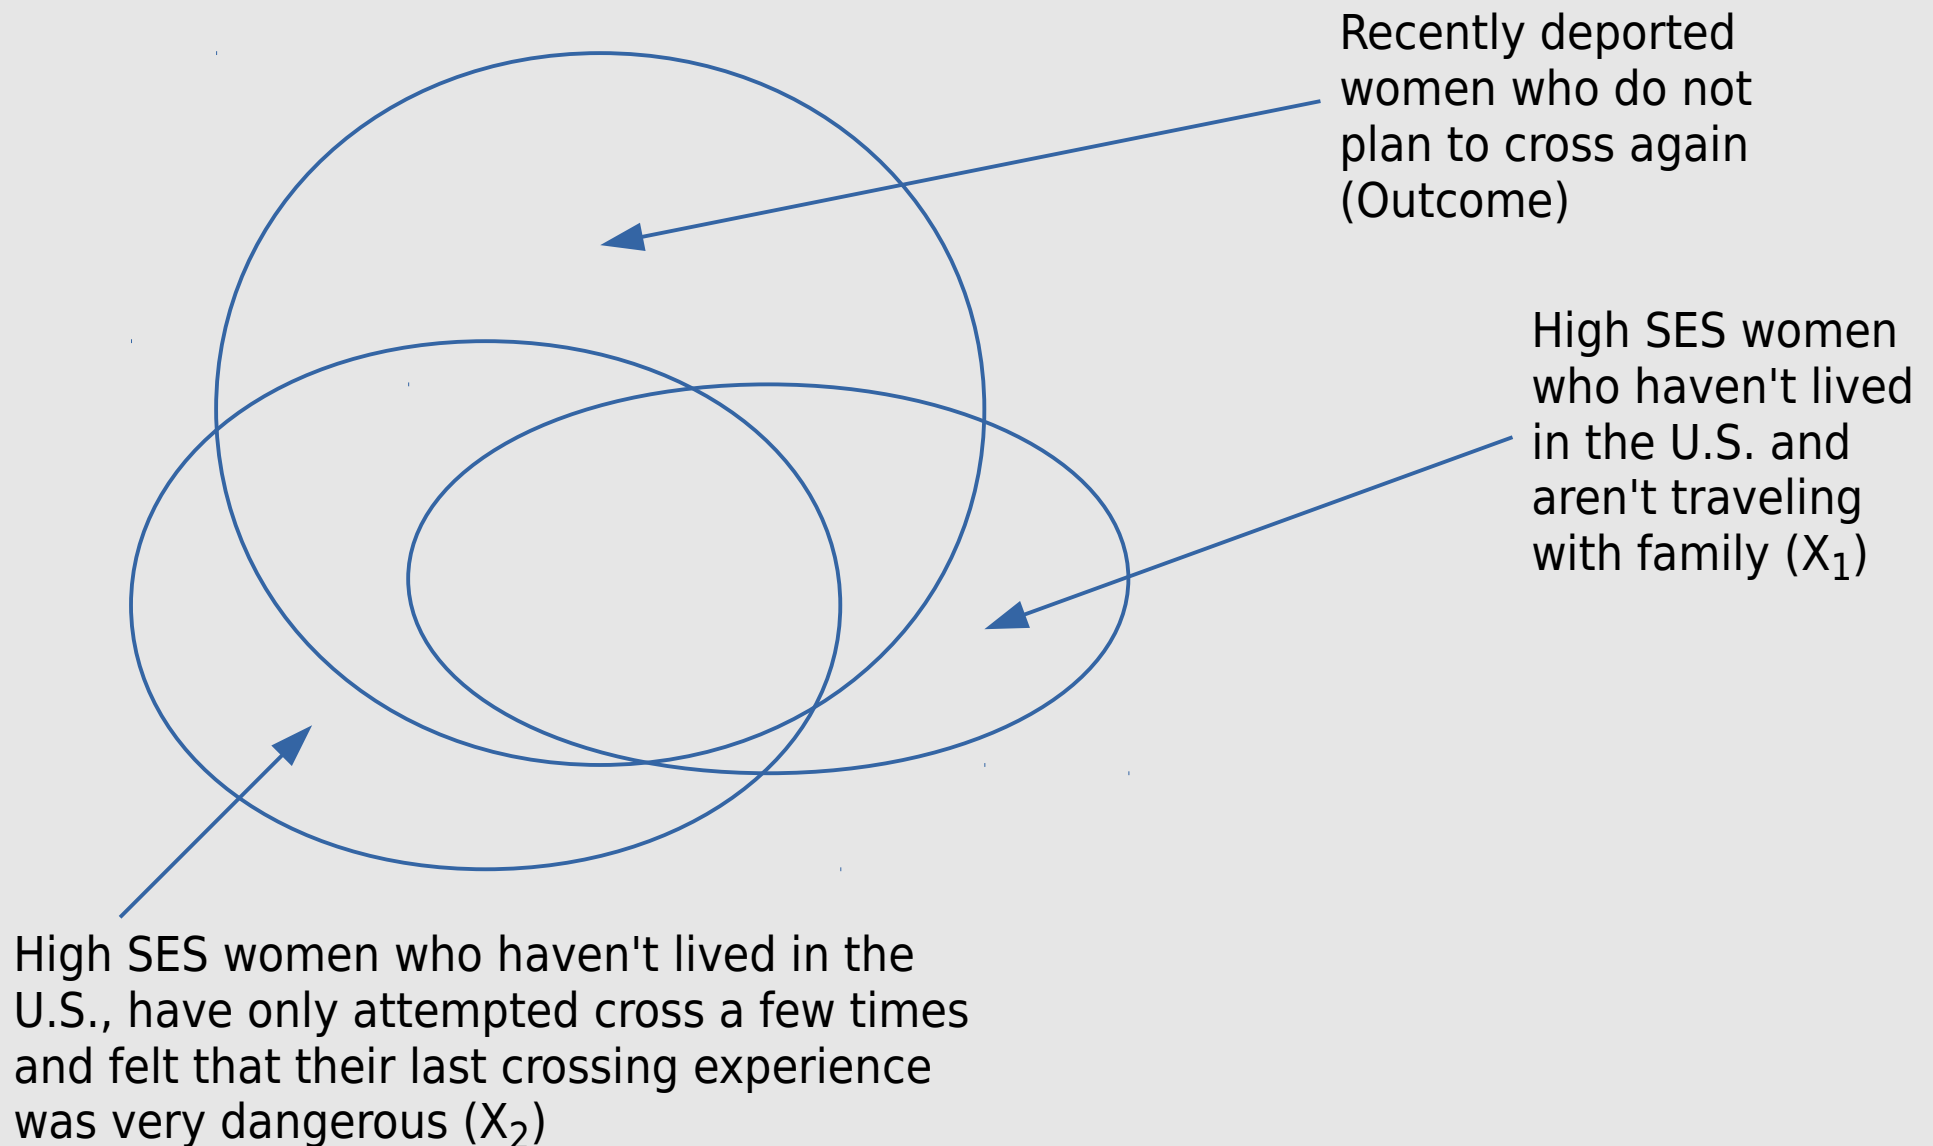 Recently deported
women who do not
plan to cross again
(Outcome)
High SES women
who haven't lived
in the U.S. and
aren't traveling
with family (X₁)
High SES women who haven't lived in the
U.S., have only attempted cross a few times
and felt that their last crossing experience
was very dangerous (X₂)